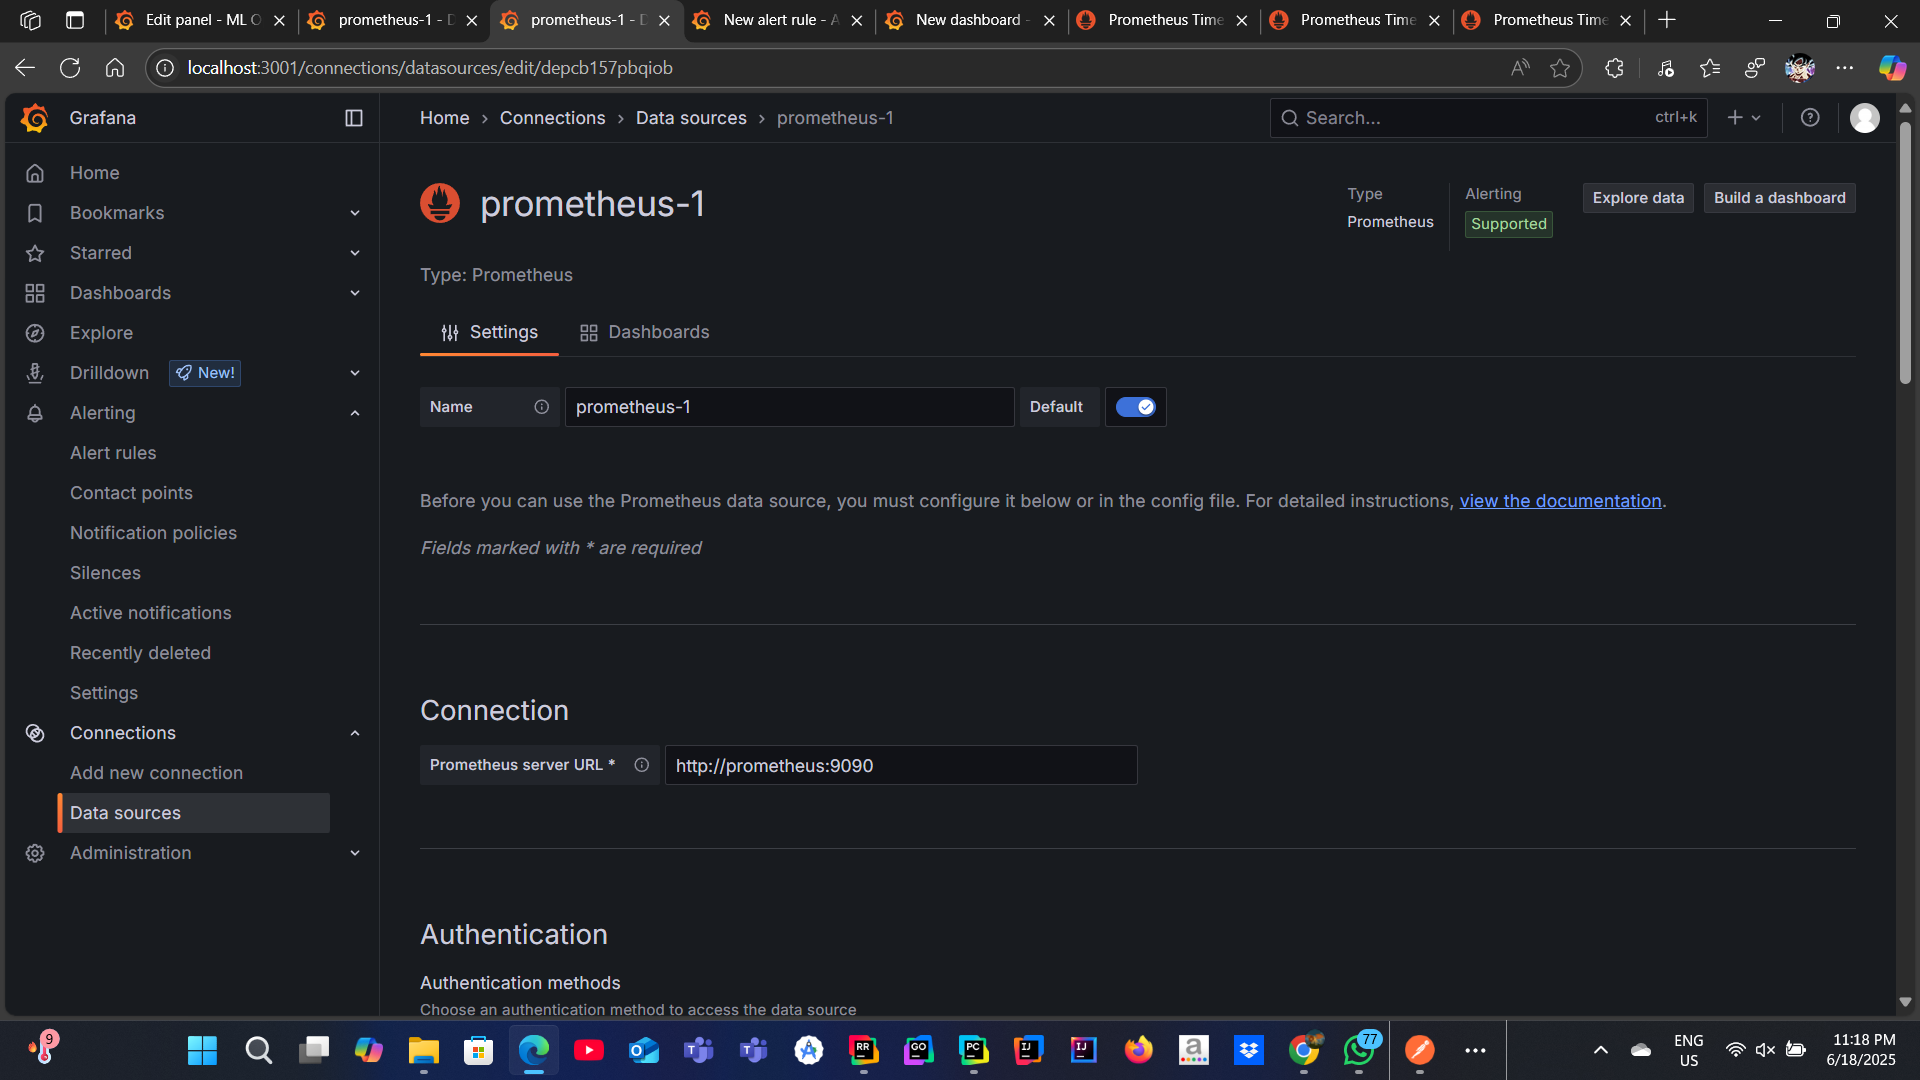 Edit panel - ML O
prometheus-1 - D
prometheus-1 - D
New alert rule - A
New dashboard -
Prometheus Time
Prometheus Time
Prometheus Time
localhost:3001/connections/datasources/edit/depcb157pbqiob
Grafana
Home › Connections › Data sources › prometheus-1
Search...
ctrl+k
Home
Bookmarks
Starred
Dashboards
Explore
Drilldown
New!
Alerting
Alert rules
Contact points
Notification policies
Silences
Active notifications
Recently deleted
Settings
Connections
Add new connection
Data sources
Administration
prometheus-1
Type
Prometheus
Alerting
Supported
Explore data
Build a dashboard
Type: Prometheus
Settings
Dashboards
Name
prometheus-1
Default
Before you can use the Prometheus data source, you must configure it below or in the config file. For detailed instructions, view the documentation.
Fields marked with * are required
Connection
Prometheus server URL *
http://prometheus:9090
Authentication
Authentication methods
Choose an authentication method to access the data source
9
RR
GO
PC
IJ
IJ
a
77
ENG
US
11:18 PM
6/18/2025